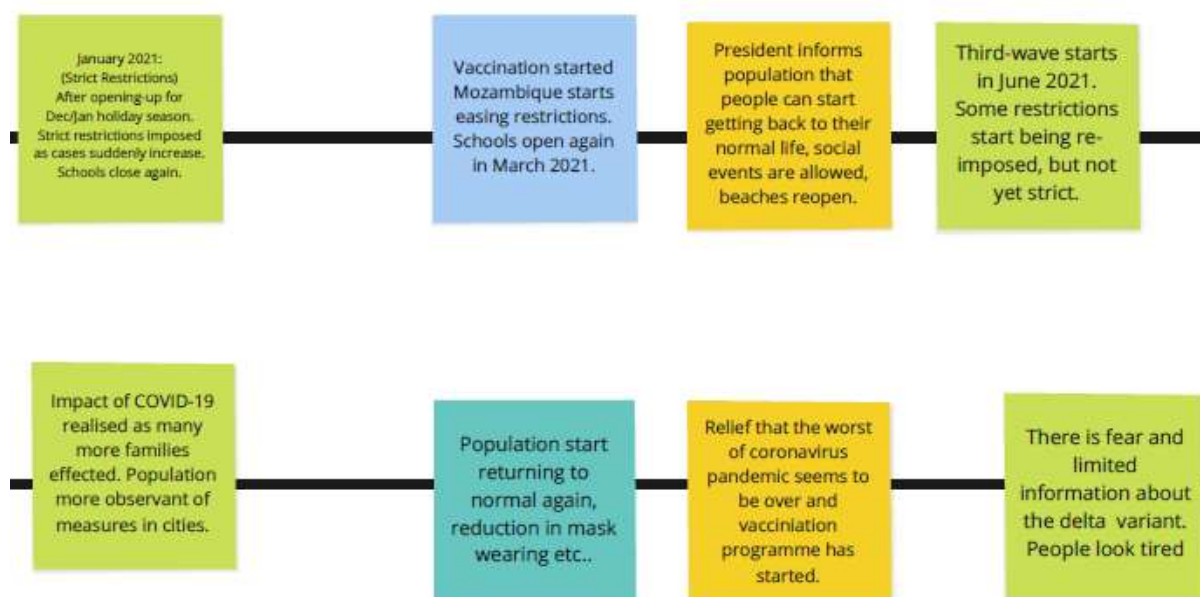 January 2021:
(Strict Restrictions)
After opening-up for
Dec/Jan holiday season.
Strict restrictions imposed
as cases suddenly increase.
Schools close again.
Vaccination started
Mozambique starts
easing restrictions.
Schools open again
in March 2021.
President informs
population that
people can start
getting back to their
normal life, social
events are allowed,
beaches reopen.
Third-wave starts
in June 2021.
Some restrictions
start being re-
imposed, but not
yet strict.
Impact of COVID-19
realised as many
more families
effected. Population
more observant of
measures in cities.
Population start
returning to
normal again,
reduction in mask
wearing etc..
Relief that the worst
of coronavirus
pandemic seems to
be over and
vacciniation
programme has
started.
There is fear and
limited
information about
the delta variant.
People look tired